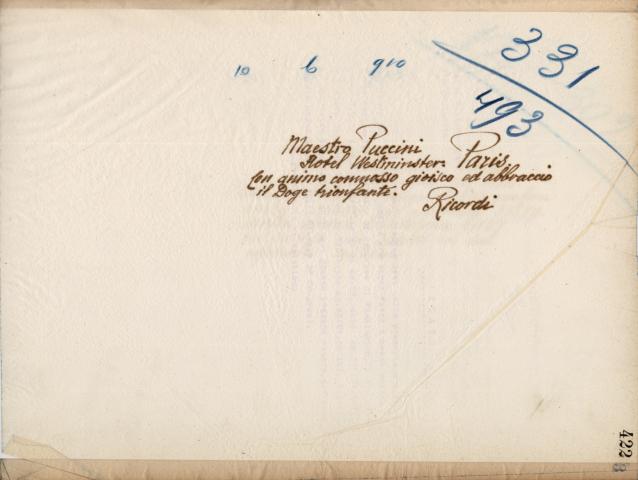 331
10 6 910
493
Maestro Puccini
Hotel Westminster. Paris
Con animo commosso gioisco ed abbraccio
il Doge trionfante.
Ricordi
422